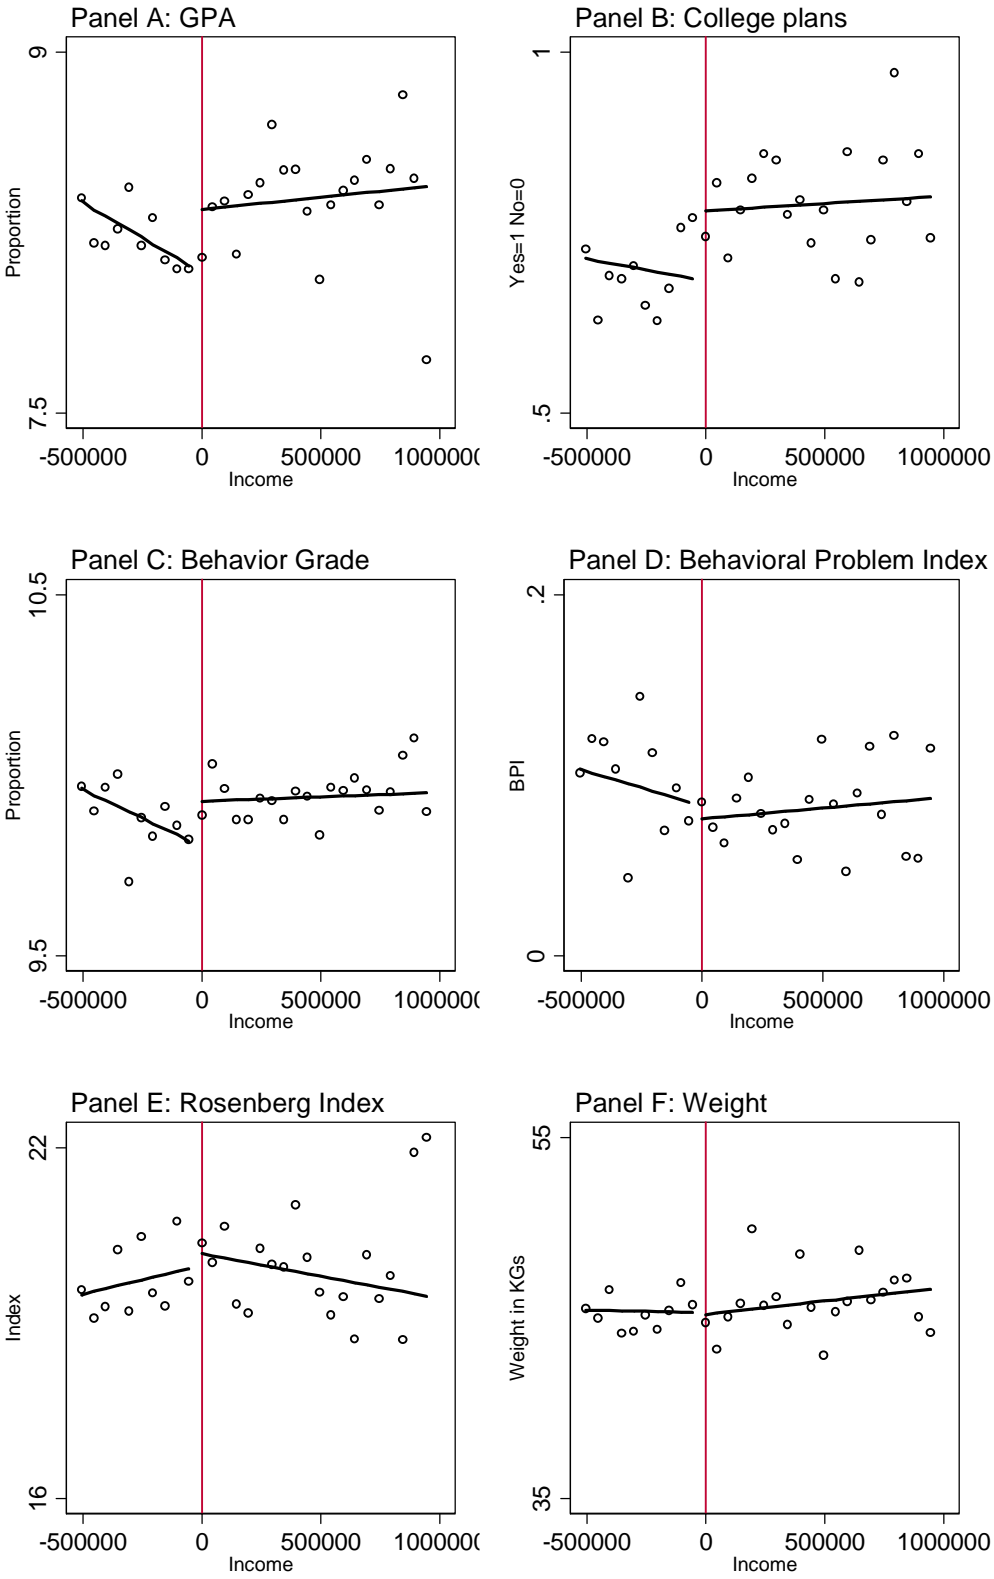 Panel A: GPA
9
7.5
Proportion
-500000 0 500000 1000000
Income
Panel B: College plans
1
.5
Yes=1 No=0
-500000 0 500000 1000000
Income
Panel C: Behavior Grade
10.5
9.5
Proportion
-500000 0 500000 1000000
Income
Panel D: Behavioral Problem Index
.2
0
BPI
-500000 0 500000 1000000
Income
Panel E: Rosenberg Index
22
16
Index
-500000 0 500000 1000000
Income
Panel F: Weight
55
35
Weight in KGs
-500000 0 500000 1000000
Income